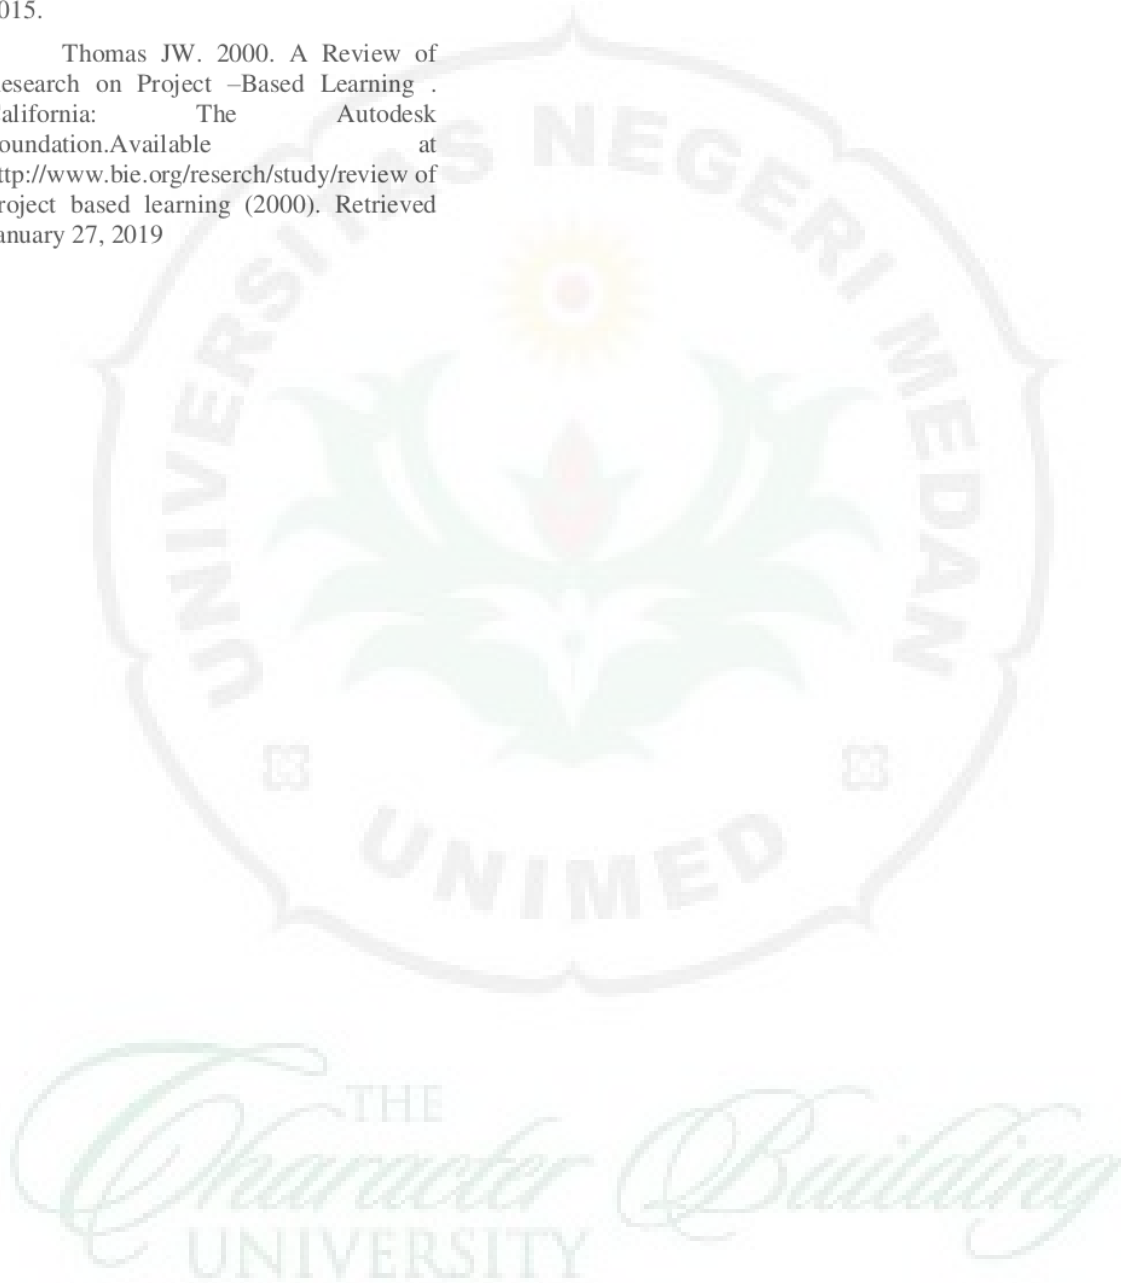 015.
Thomas JW. 2000. A Review of
esearch on Project –Based Learning .
alifornia: The Autodesk
oundation.Available at
ttp://www.bie.org/reserch/study/review of
roject based learning (2000). Retrieved
anuary 27, 2019
UNIVERSITAS NEGERI MEDAN
UNIMED
THE
Character Building
UNIVERSITY